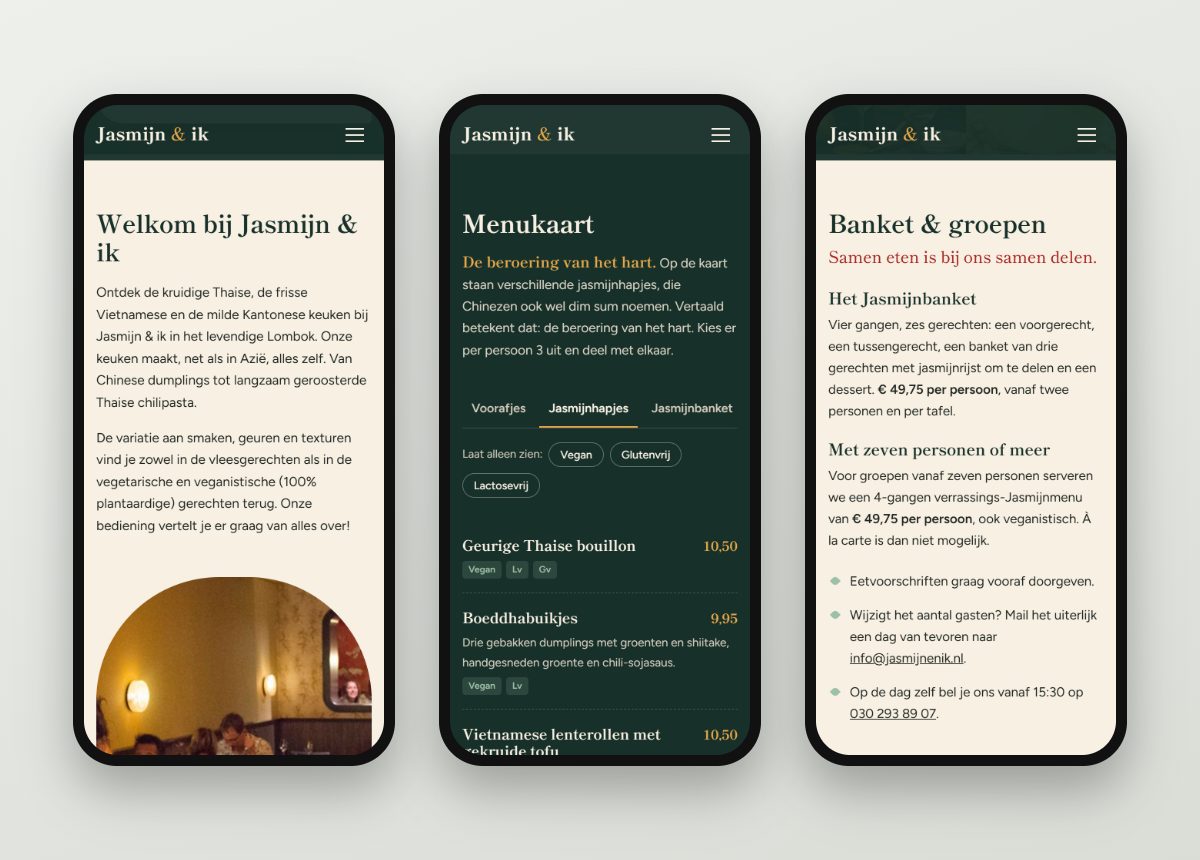 Jasmijn & ik
Welkom bij Jasmijn &
ik
Ontdek de kruidige Thaise, de frisse
Vietnamese en de milde Kantonese keuken bij
Jasmijn & ik in het levendige Lombok. Onze
keuken maakt, net als in Azië, alles zelf. Van
Chinese dumplings tot langzaam geroosterde
Thaise chilipasta.
De variatie aan smaken, geuren en texturen
vind je zowel in de vleesgerechten als in de
vegetarische en veganistische (100%
plantaardige) gerechten terug. Onze
bediening vertelt je er graag van alles over!
Jasmijn & ik
Menukaart
De beroering van het hart. Op de kaart
staan verschillende jasmijnhapjes, die
Chinezen ook wel dim sum noemen. Vertaald
betekent dat: de beroering van het hart. Kies er
per persoon 3 uit en deel met elkaar.
Voorafjes Jasmijnhapjes Jasmijnbanket
Laat alleen zien: Vegan Glutenvrij
Lactosevrij
Geurige Thaise bouillon 10,50
Vegan Lv Gv
Boeddhabuikjes 9,95
Drie gebakken dumplings met groenten en shiitake,
handgesneden groente en chili-sojasaus.
Vegan Lv
Vietnamese lenterollen met 10,50
gekruide tofu
Jasmijn & ik
Banket & groepen
Samen eten is bij ons samen delen.
Het Jasmijnbanket
Vier gangen, zes gerechten: een voorgerecht,
een tussengerecht, een banket van drie
gerechten met jasmijnrijst om te delen en een
dessert. € 49,75 per persoon, vanaf twee
personen en per tafel.
Met zeven personen of meer
Voor groepen vanaf zeven personen serveren
we een 4-gangen verrassings-Jasmijnmenu
van € 49,75 per persoon, ook veganistisch. À
la carte is dan niet mogelijk.
Eetvoorschriften graag vooraf doorgeven.
Wijzigt het aantal gasten? Mail het uiterlijk
een dag van tevoren naar
info@jasmijnenik.nl.
Op de dag zelf bel je ons vanaf 15:30 op
030 293 89 07.